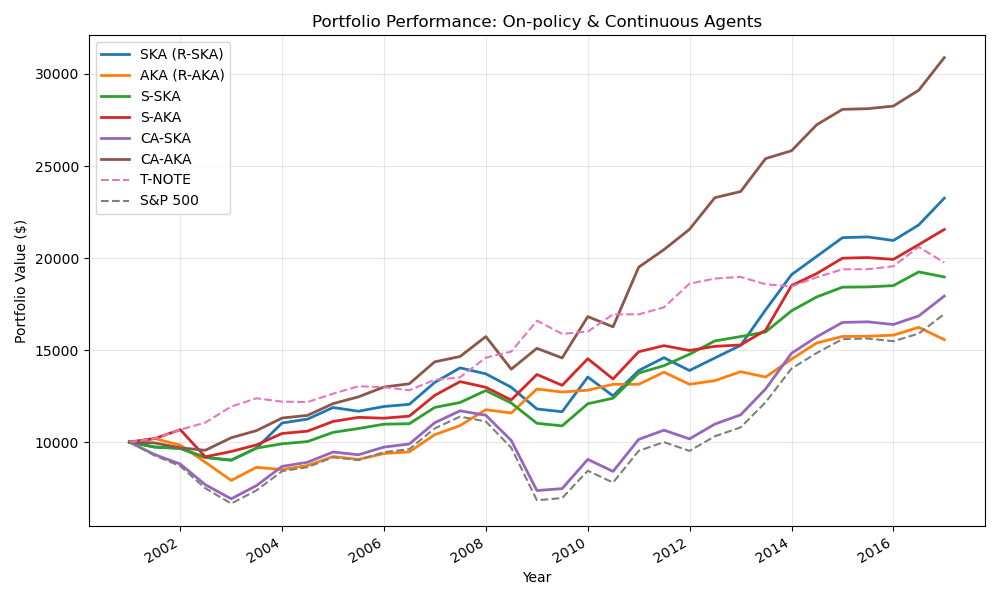 Portfolio Performance: On-policy & Continuous Agents
SKA (R-SKA)
AKA (R-AKA)
S-SKA
S-AKA
CA-SKA
CA-AKA
T-NOTE
S&P 500
Portfolio Value ($)
30000
25000
20000
15000
10000
2002
2004
2006
2008
2010
2012
2014
2016
Year